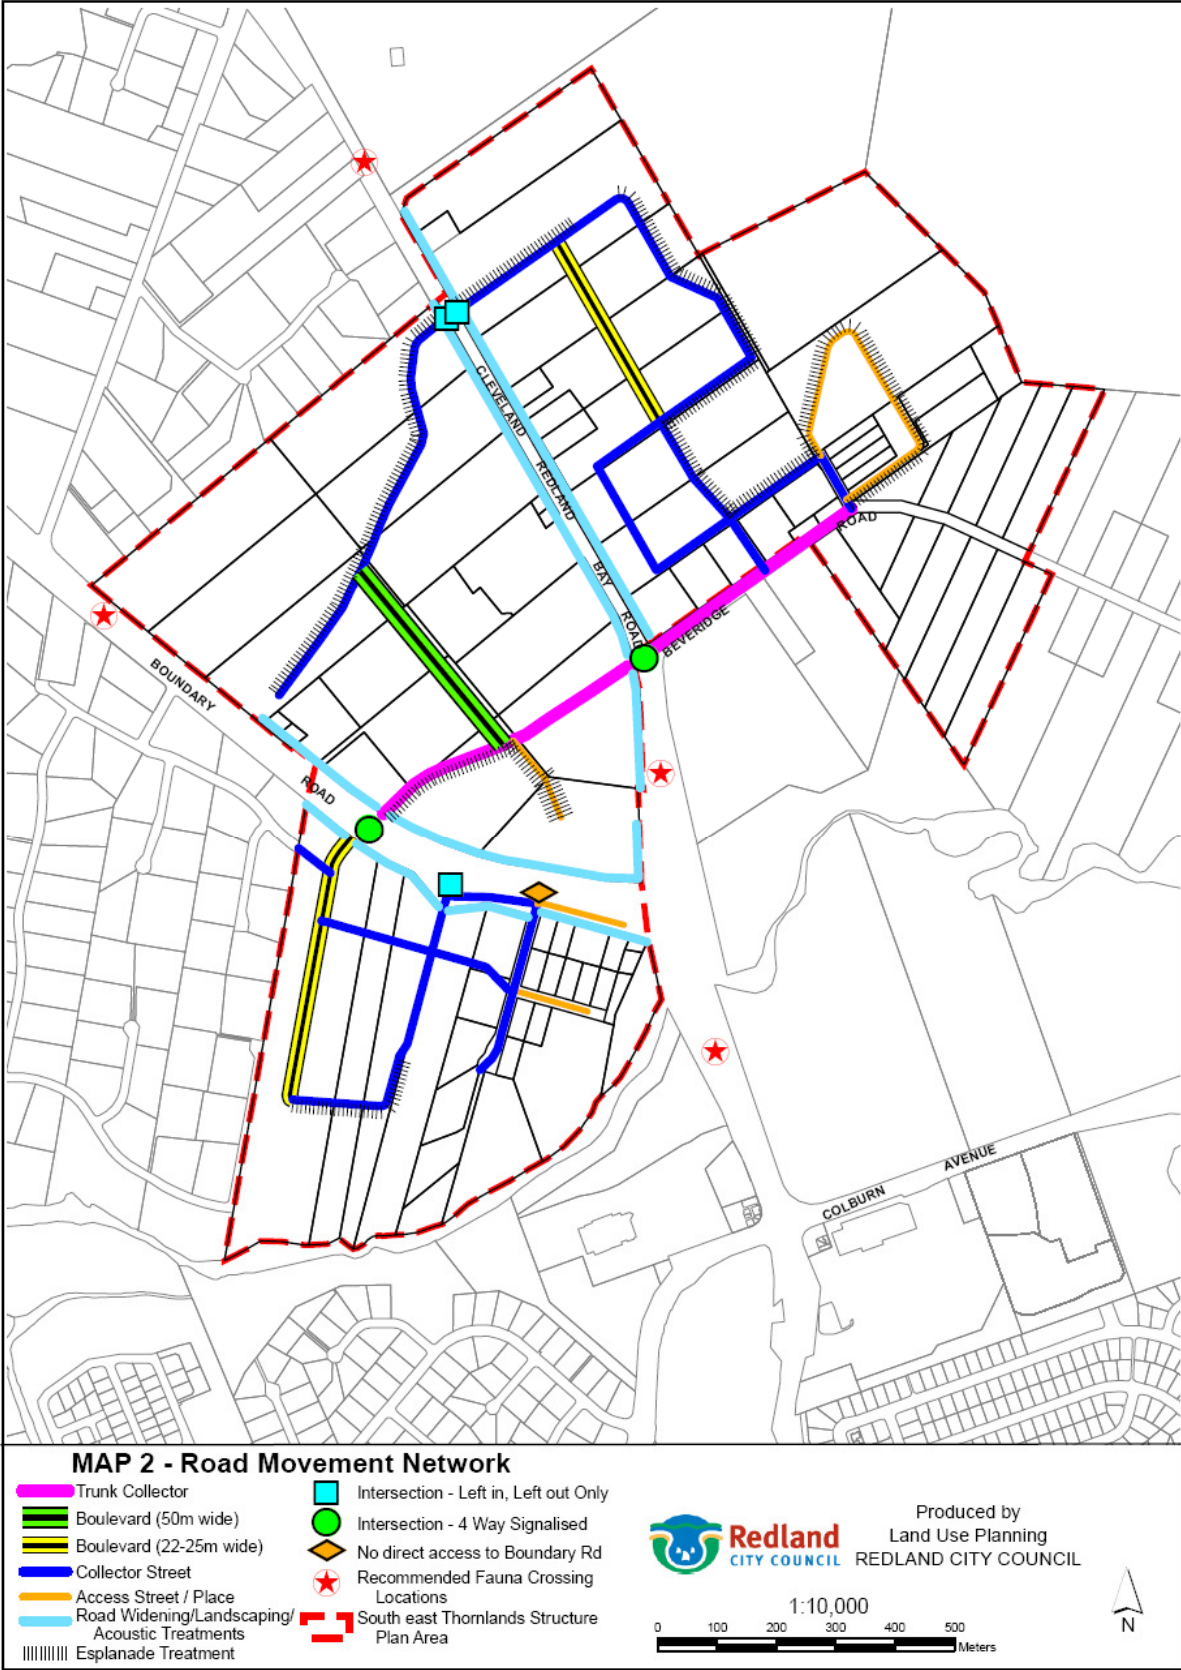 CLEVELAND
REDLAND
BAY
ROAD
BEVERIDGE
ROAD
BOUNDARY
ROAD
COLBURN
AVENUE
MAP 2 - Road Movement Network
Trunk Collector
Boulevard (50m wide)
Boulevard (22-25m wide)
Collector Street
Access Street / Place
Road Widening/Landscaping/
Acoustic Treatments
Esplanade Treatment
Intersection - Left in, Left out Only
Intersection - 4 Way Signalised
No direct access to Boundary Rd
Recommended Fauna Crossing
Locations
South east Thornlands Structure
Plan Area
Redland
CITY COUNCIL
Produced by
Land Use Planning
REDLAND CITY COUNCIL
1:10,000
0 100 200 300 400 500
Meters
N